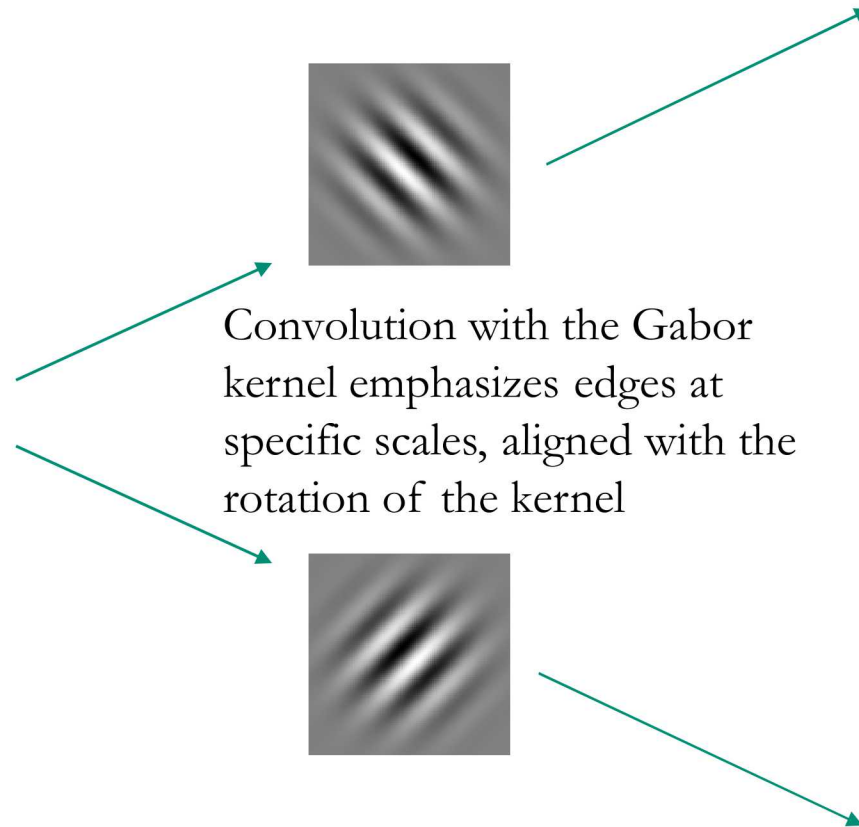 Convolution with the Gabor
kernel emphasizes edges at
specific scales, aligned with the
rotation of the kernel